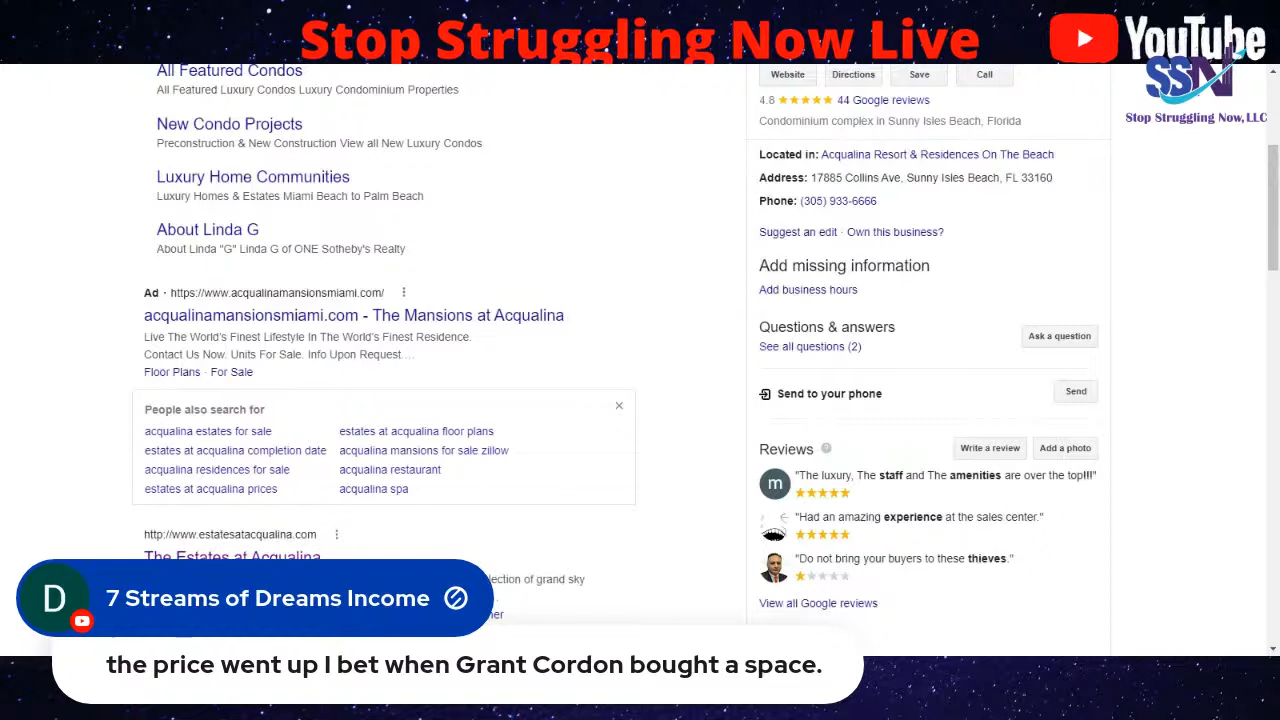 Stop Struggling Now Live
YouTube
SSN
Stop Struggling Now, LLC
All Featured Condos
All Featured Luxury Condos Luxury Condominium Properties
New Condo Projects
Preconstruction & New Construction View all New Luxury Condos
Luxury Home Communities
Luxury Homes & Estates Miami Beach to Palm Beach
About Linda G
About Linda "G" Linda G of ONE Sotheby's Realty
Ad · https://www.acqualinamansionsmiami.com/
acqualinamansionsmiami.com - The Mansions at Acqualina
Live The World's Finest Lifestyle In The World's Finest Residence.
Contact Us Now. Units For Sale. Info Upon Request....
Floor Plans · For Sale
People also search for
acqualina estates for sale
estates at acqualina floor plans
estates at acqualina completion date
acqualina mansions for sale zillow
acqualina residences for sale
acqualina restaurant
estates at acqualina prices
acqualina spa
http://www.estatesatacqualina.com
The Estates at Acqualina
of grand sky
Website
Directions
Save
Call
4.8
44 Google reviews
Condominium complex in Sunny Isles Beach, Florida
Located in: Acqualina Resort & Residences On The Beach
Address: 17885 Collins Ave, Sunny Isles Beach, FL 33160
Phone: (305) 933-6666
Suggest an edit · Own this business?
Add missing information
Add business hours
Questions & answers
See all questions (2)
Ask a question
Send to your phone
Send
Reviews
Write a review
Add a photo
m
"The luxury, The staff and The amenities are over the top!!!"
"Had an amazing experience at the sales center."
"Do not bring your buyers to these thieves."
View all Google reviews
D
7 Streams of Dreams Income
the price went up I bet when Grant Cordon bought a space.